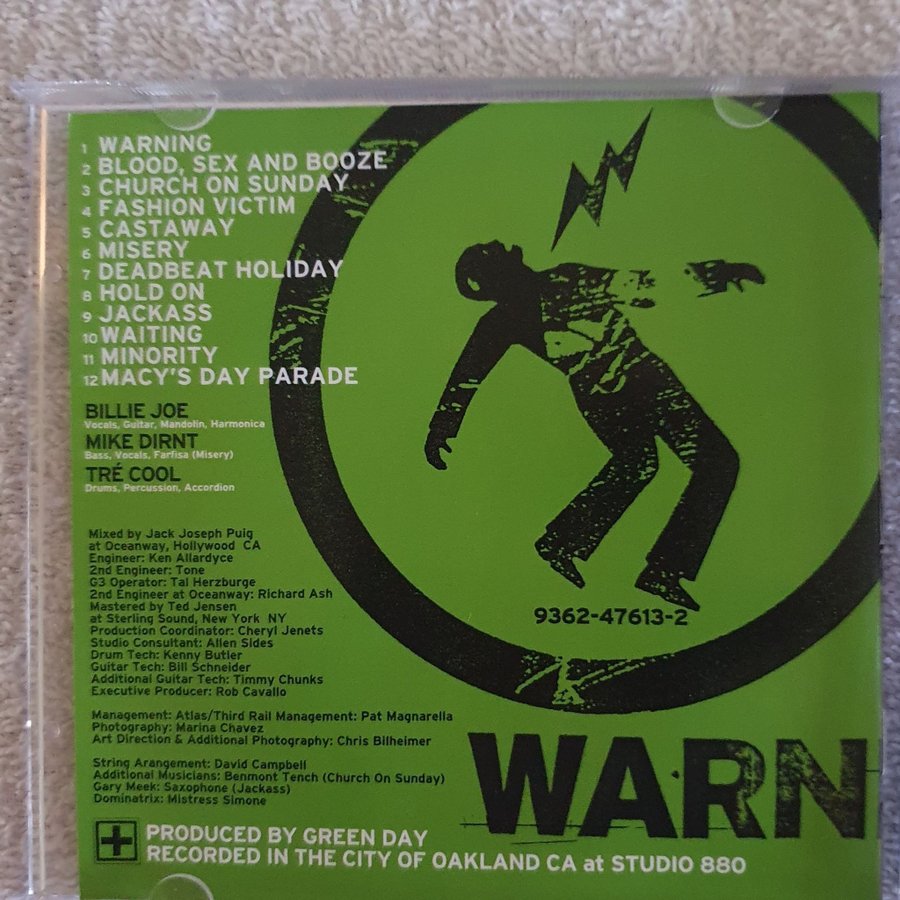 1 WARNING
2 BLOOD, SEX AND BOOZE
3 CHURCH ON SUNDAY
4 FASHION VICTIM
5 CASTAWAY
6 MISERY
7 DEADBEAT HOLIDAY
8 HOLD ON
9 JACKASS
10 WAITING
11 MINORITY
12 MACY'S DAY PARADE
BILLIE JOE
Vocals, Guitar, Mandolin, Harmonica
MIKE DIRNT
Bass, Vocals, Farfisa (Misery)
TRÉ COOL
Drums, Percussion, Accordion
Mixed by Jack Joseph Puig
at Oceanway, Hollywood CA
Engineer: Ken Allardyce
2nd Engineer: Tone
G3 Operator: Tal Herzburge
2nd Engineer at Oceanway: Richard Ash
Mastered by Ted Jensen
at Sterling Sound, New York NY
Production Coordinator: Cheryl Jenets
Studio Consultant: Allen Sides
Drum Tech: Kenny Butler
Guitar Tech: Bill Schneider
Additional Guitar Tech: Timmy Chunks
Executive Producer: Rob Cavallo
Management: Atlas/Third Rail Management: Pat Magnarella
Photography: Marina Chavez
Art Direction & Additional Photography: Chris Bilheimer
String Arangement: David Campbell
Additional Musicians: Benmont Tench (Church On Sunday)
Gary Meek: Saxophone (Jackass)
Dominatrix: Mistress Simone
PRODUCED BY GREEN DAY
RECORDED IN THE CITY OF OAKLAND CA at STUDIO 880
9362-47613-2
WARN